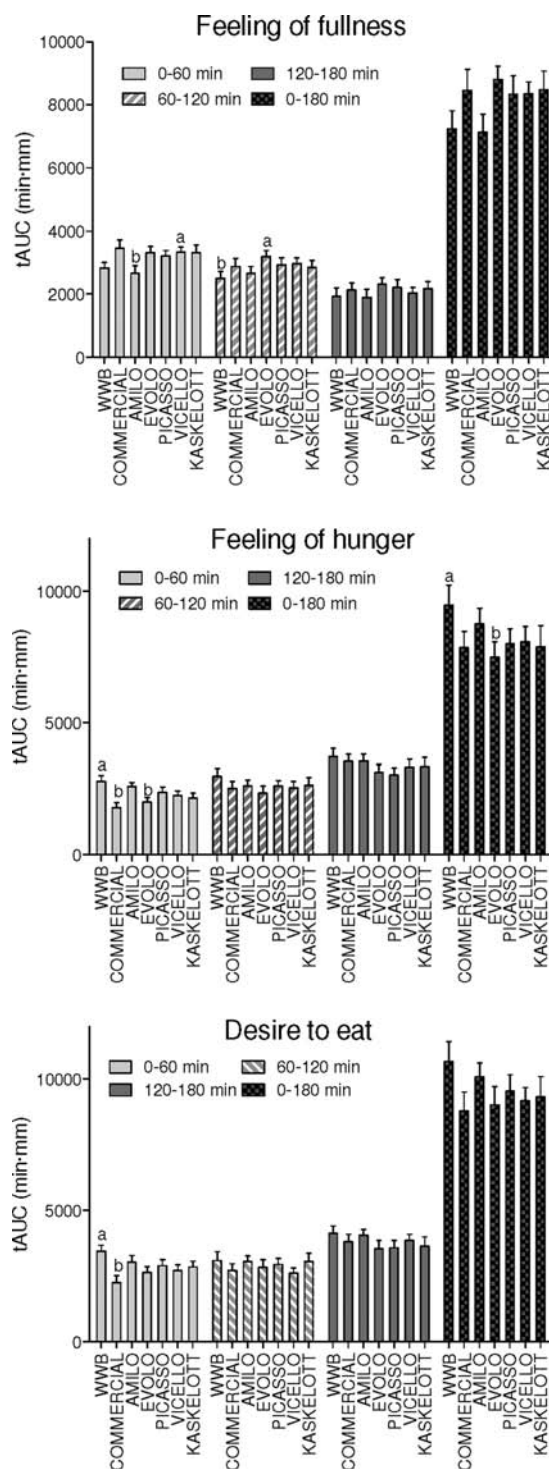 Feeling of fullness
10000
8000
6000
4000
2000
0
tAUC (min·mm)
0-60 min
60-120 min
120-180 min
0-180 min
b
a
b
a
WWB
COMMERCIAL
AMILO
EVOLO
PICASSO
VICELLO
KASKELOTT
WWB
COMMERCIAL
AMILO
EVOLO
PICASSO
VICELLO
KASKELOTT
WWB
COMMERCIAL
AMILO
EVOLO
PICASSO
VICELLO
KASKELOTT
WWB
COMMERCIAL
AMILO
EVOLO
PICASSO
VICELLO
KASKELOTT
Feeling of hunger
10000
5000
0
tAUC (min·mm)
0-60 min
60-120 min
120-180 min
0-180 min
a
b
b
a
b
WWB
COMMERCIAL
AMILO
EVOLO
PICASSO
VICELLO
KASKELOTT
WWB
COMMERCIAL
AMILO
EVOLO
PICASSO
VICELLO
KASKELOTT
WWB
COMMERCIAL
AMILO
EVOLO
PICASSO
VICELLO
KASKELOTT
WWB
COMMERCIAL
AMILO
EVOLO
PICASSO
VICELLO
KASKELOTT
Desire to eat
10000
5000
0
tAUC (min·mm)
0-60 min
120-180 min
60-120 min
0-180 min
a
b
WWB
COMMERCIAL
AMILO
EVOLO
PICASSO
VICELLO
KASKELOTT
WWB
COMMERCIAL
AMILO
EVOLO
PICASSO
VICELLO
KASKELOTT
WWB
COMMERCIAL
AMILO
EVOLO
PICASSO
VICELLO
KASKELOTT
WWB
COMMERCIAL
AMILO
EVOLO
PICASSO
VICELLO
KASKELOTT